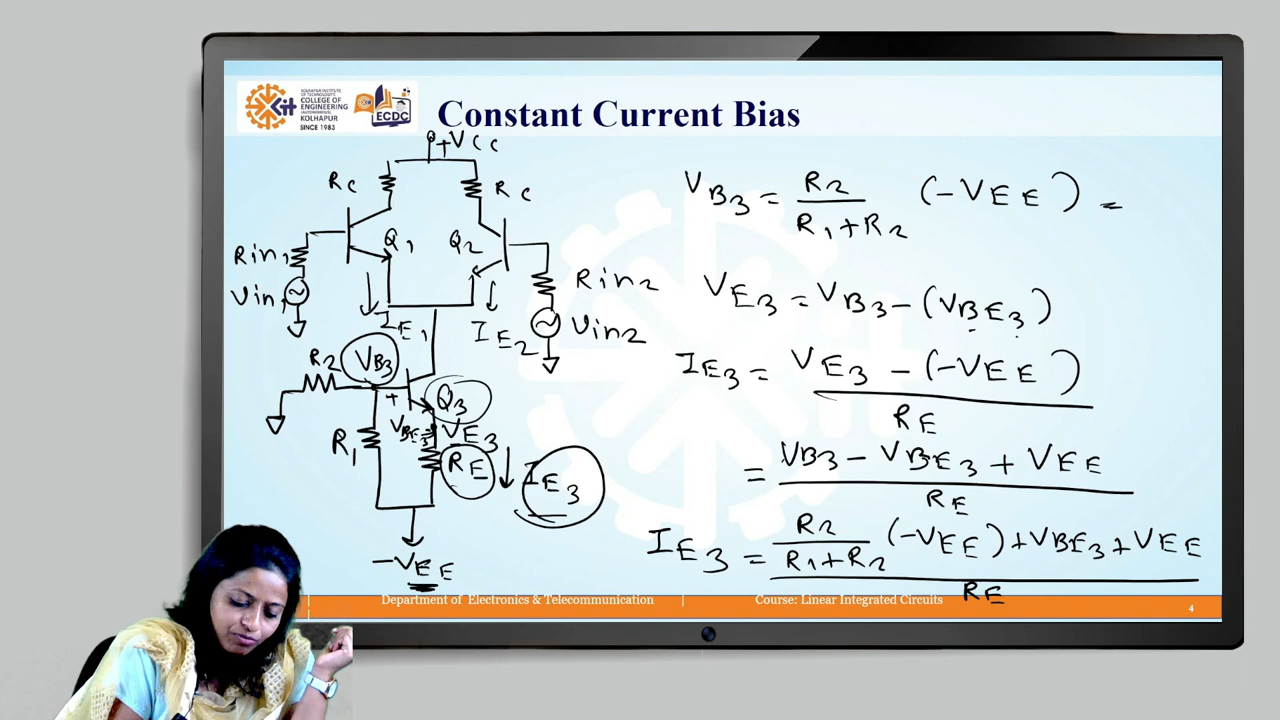 KOLHAPUR INSTITUTE
OF TECHNOLOGY'S
COLLEGE OF
ENGINEERING
(AUTONOMOUS)
KOLHAPUR
SINCE 1983
ECDC
Constant Current Bias
+VCC
RC
RC
Q1
Q2
Rin1
Vin1
Rin2
Vin2
IE1
IE2
R2
VB3
+
Q3
VBE3
VE3
R1
RE
IE3
-VEE
VB3 = R2 / R1+R2 (-VEE) =
VE3 = VB3 - (VBE3)
IE3 = VE3 - (-VEE) / RE
= VB3 - VBE3 + VEE / RE
IE3 = R2 / R1+R2 (-VEE) + VBE3 + VEE / RE
Department of Electronics & Telecommunication | Course: Linear Integrated Circuits
4